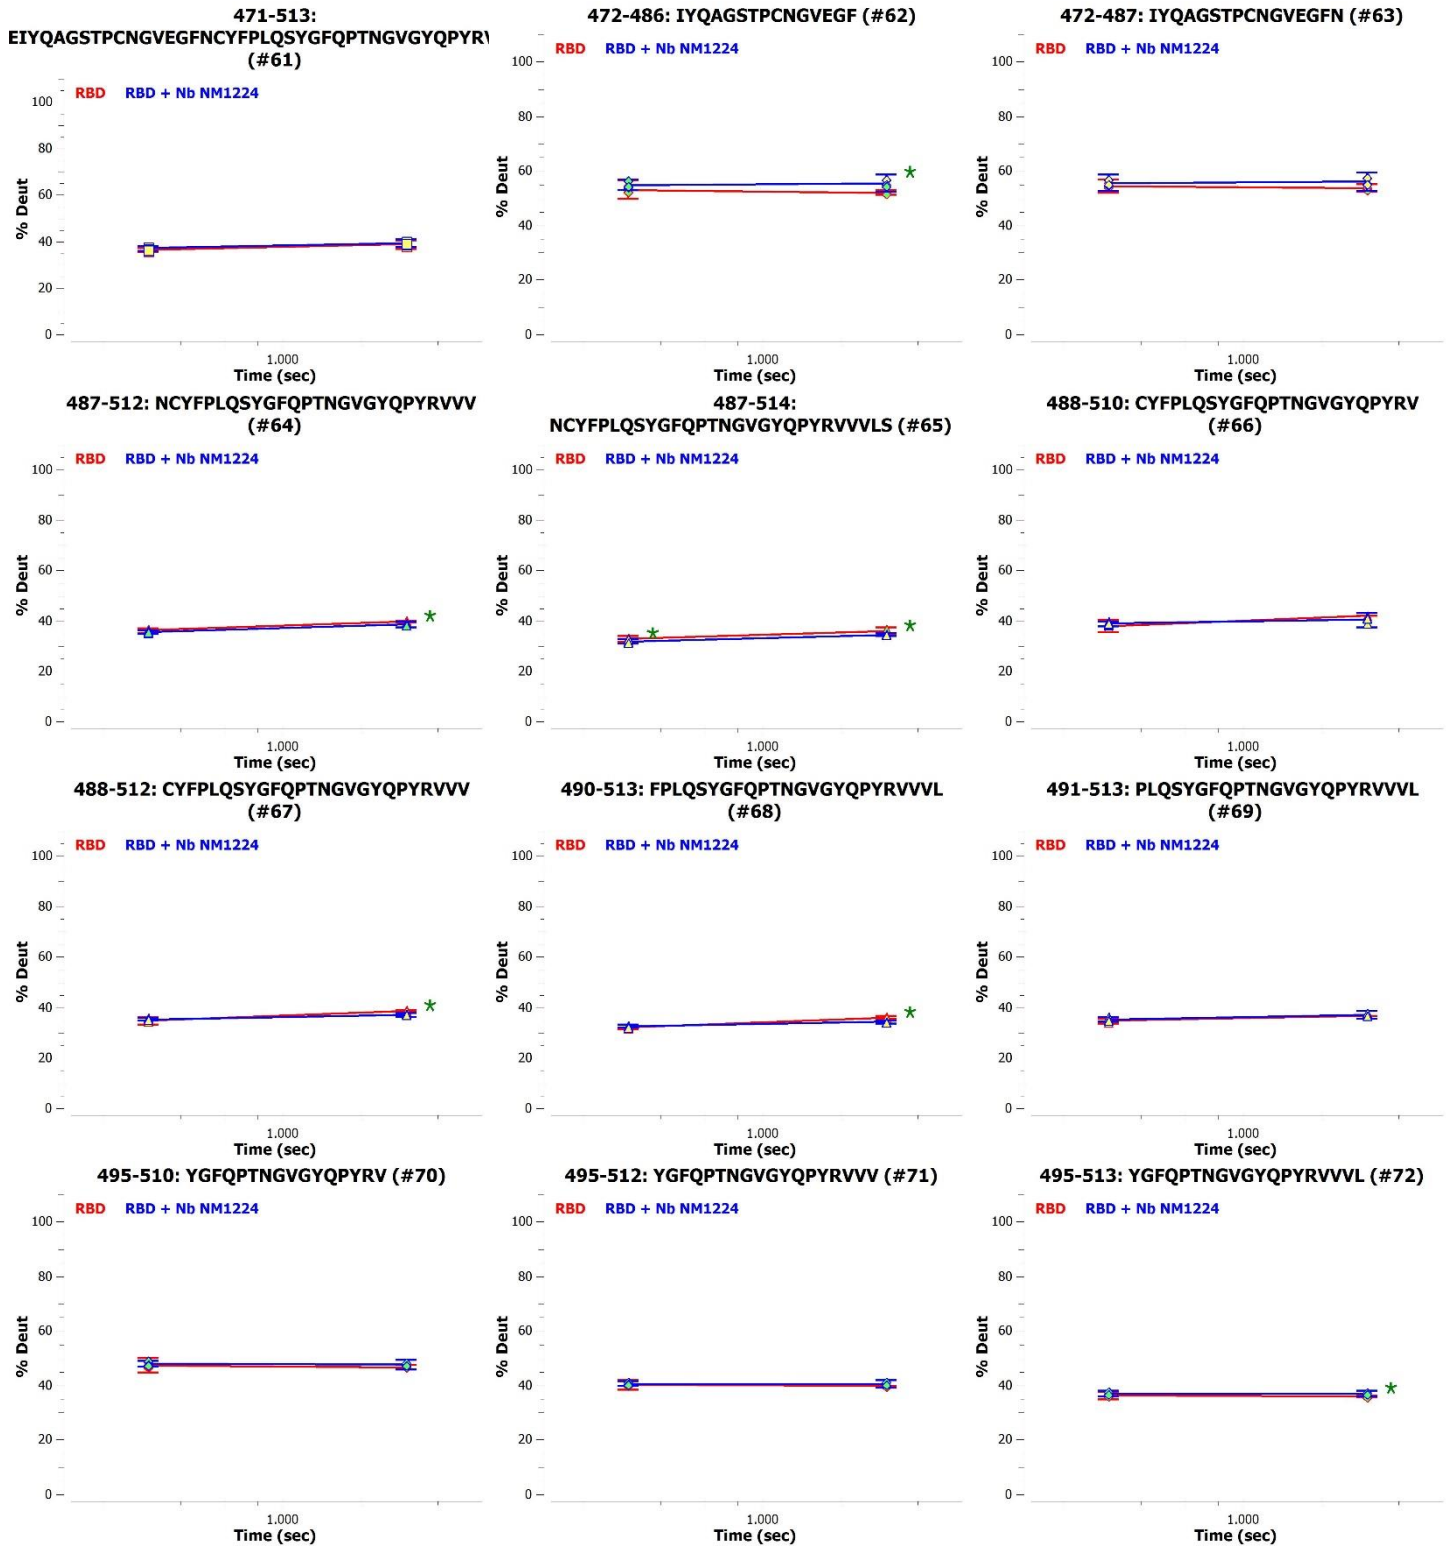 471-513:
EIYQAGSTPCNGVEGFNCYFPLQSYGFQPTNGVGYQPYRV
(#61)
RBD RBD + Nb NM1224
100
80
60
40
20
0
% Deut
1.000
Time (sec)
472-486: IYQAGSTPCNGVEGF (#62)
RBD RBD + Nb NM1224
100
80
60
40
20
0
% Deut
*
1.000
Time (sec)
472-487: IYQAGSTPCNGVEGFN (#63)
RBD RBD + Nb NM1224
100
80
60
40
20
0
% Deut
1.000
Time (sec)
487-512: NCYFPLQSYGFQPTNGVGYQPYRVVV
(#64)
RBD RBD + Nb NM1224
100
80
60
40
20
0
% Deut
*
1.000
Time (sec)
487-514:
NCYFPLQSYGFQPTNGVGYQPYRVVVLS (#65)
RBD RBD + Nb NM1224
100
80
60
40
20
0
% Deut
* *
1.000
Time (sec)
488-510: CYFPLQSYGFQPTNGVGYQPYRV
(#66)
RBD RBD + Nb NM1224
100
80
60
40
20
0
% Deut
1.000
Time (sec)
488-512: CYFPLQSYGFQPTNGVGYQPYRVVV
(#67)
RBD RBD + Nb NM1224
100
80
60
40
20
0
% Deut
*
1.000
Time (sec)
490-513: FPLQSYGFQPTNGVGYQPYRVVVL
(#68)
RBD RBD + Nb NM1224
100
80
60
40
20
0
% Deut
*
1.000
Time (sec)
491-513: PLQSYGFQPTNGVGYQPYRVVVL
(#69)
RBD RBD + Nb NM1224
100
80
60
40
20
0
% Deut
1.000
Time (sec)
495-510: YGFQPTNGVGYQPYRV (#70)
RBD RBD + Nb NM1224
100
80
60
40
20
0
% Deut
1.000
Time (sec)
495-512: YGFQPTNGVGYQPYRVVV (#71)
RBD RBD + Nb NM1224
100
80
60
40
20
0
% Deut
1.000
Time (sec)
495-513: YGFQPTNGVGYQPYRVVVL (#72)
RBD RBD + Nb NM1224
100
80
60
40
20
0
% Deut
*
1.000
Time (sec)